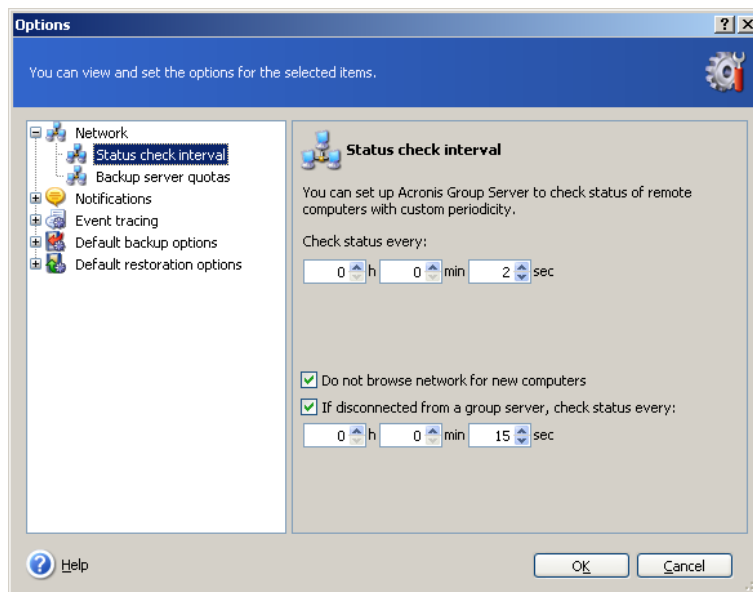 Options
You can view and set the options for the selected items.
Network
Status check interval
Backup server quotas
Notifications
Event tracing
Default backup options
Default restoration options
Status check interval
You can set up Acronis Group Server to check status of remote
computers with custom periodicity.
Check status every:
0 h 0 min 2 sec
Do not browse network for new computers
If disconnected from a group server, check status every:
0 h 0 min 15 sec
Help
OK
Cancel